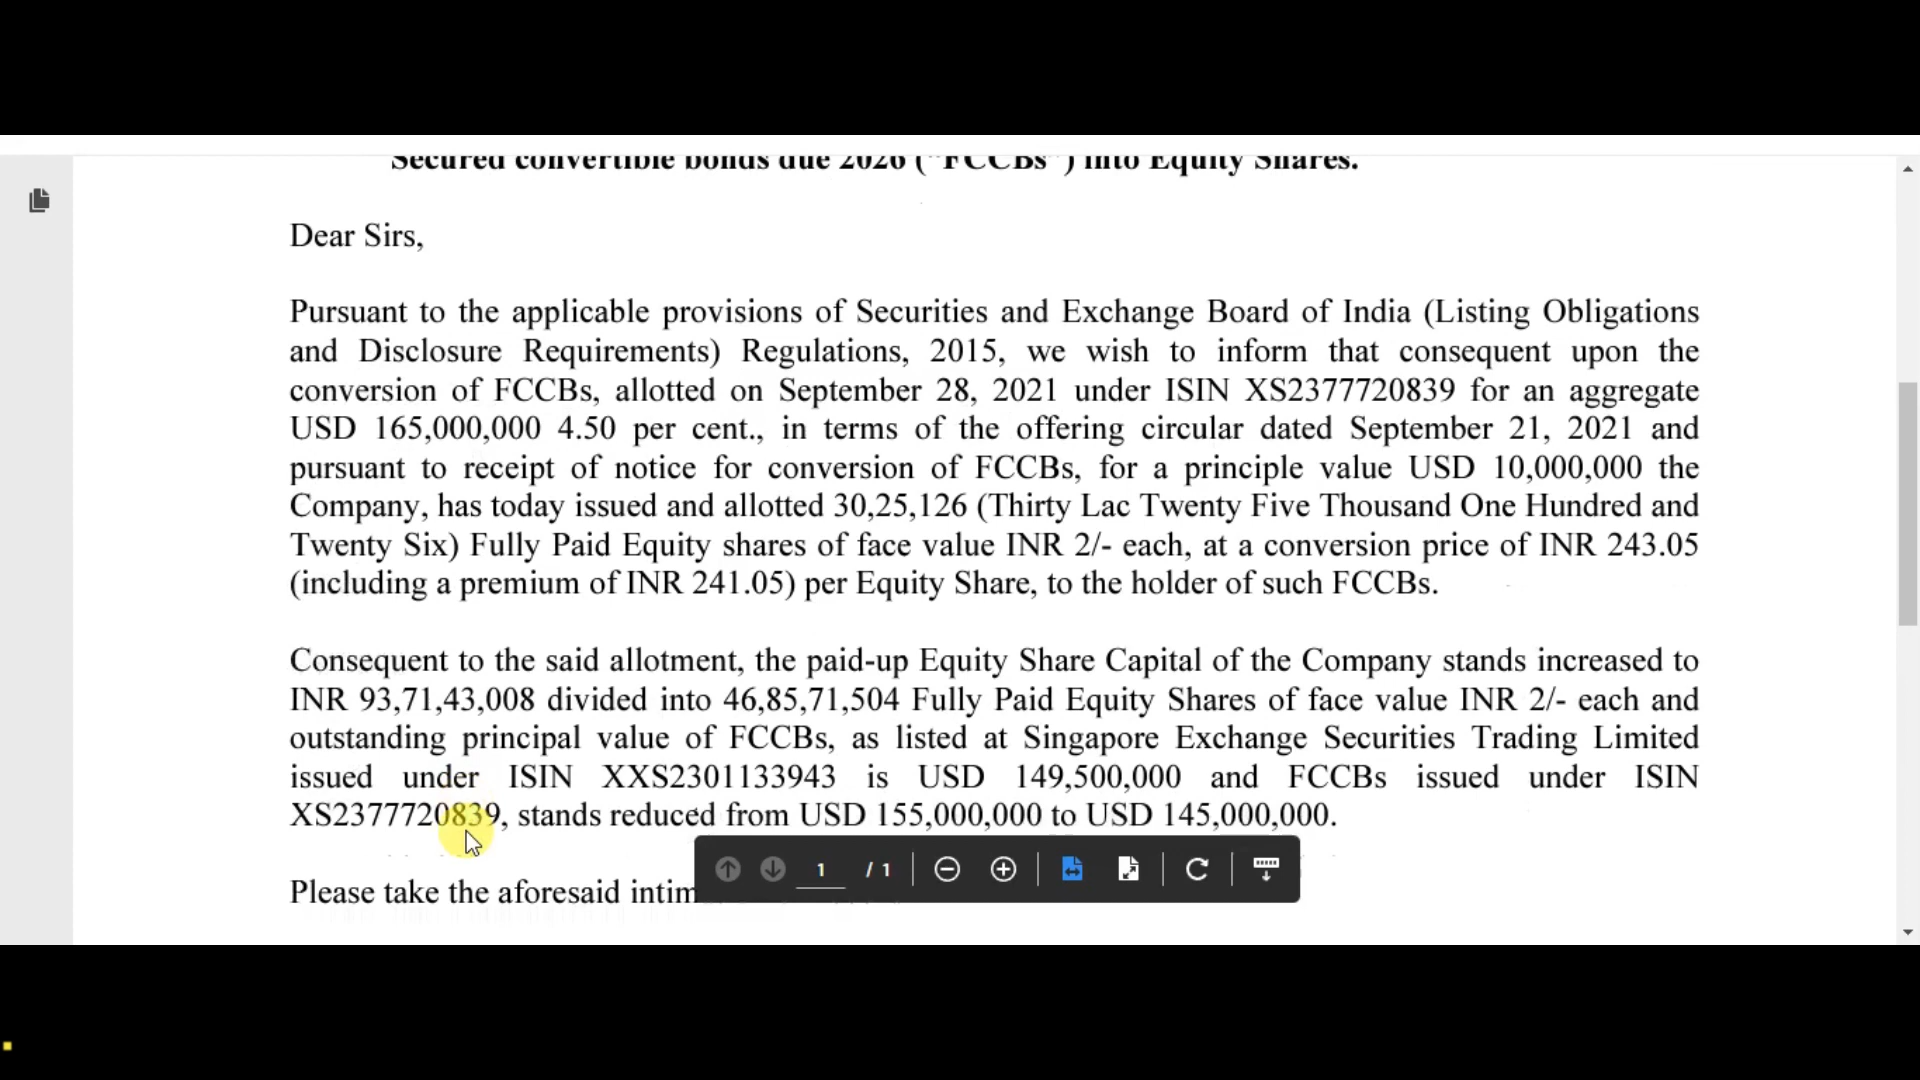 Secured convertible bonds due 2026 ("FCCBs") into Equity Shares.
Dear Sirs,
Pursuant to the applicable provisions of Securities and Exchange Board of India (Listing Obligations
and Disclosure Requirements) Regulations, 2015, we wish to inform that consequent upon the
conversion of FCCBs, allotted on September 28, 2021 under ISIN XS2377720839 for an aggregate
USD 165,000,000 4.50 per cent., in terms of the offering circular dated September 21, 2021 and
pursuant to receipt of notice for conversion of FCCBs, for a principle value USD 10,000,000 the
Company, has today issued and allotted 30,25,126 (Thirty Lac Twenty Five Thousand One Hundred and
Twenty Six) Fully Paid Equity shares of face value INR 2/- each, at a conversion price of INR 243.05
(including a premium of INR 241.05) per Equity Share, to the holder of such FCCBs.
Consequent to the said allotment, the paid-up Equity Share Capital of the Company stands increased to
INR 93,71,43,008 divided into 46,85,71,504 Fully Paid Equity Shares of face value INR 2/- each and
outstanding principal value of FCCBs, as listed at Singapore Exchange Securities Trading Limited
issued under ISIN XXS2301133943 is USD 149,500,000 and FCCBs issued under ISIN
XS2377720839, stands reduced from USD 155,000,000 to USD 145,000,000.
Please take the aforesaid intim
1 / 1